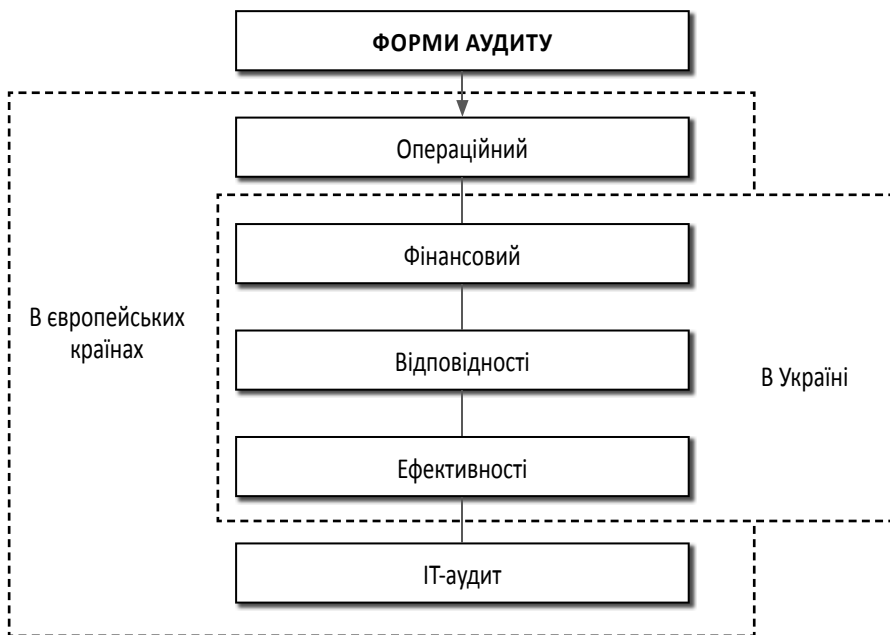 ФОРМИ АУДИТУ
Операційний
Фінансовий
В європейських
країнах
Відповідності
В Україні
Ефективності
ІТ-аудит